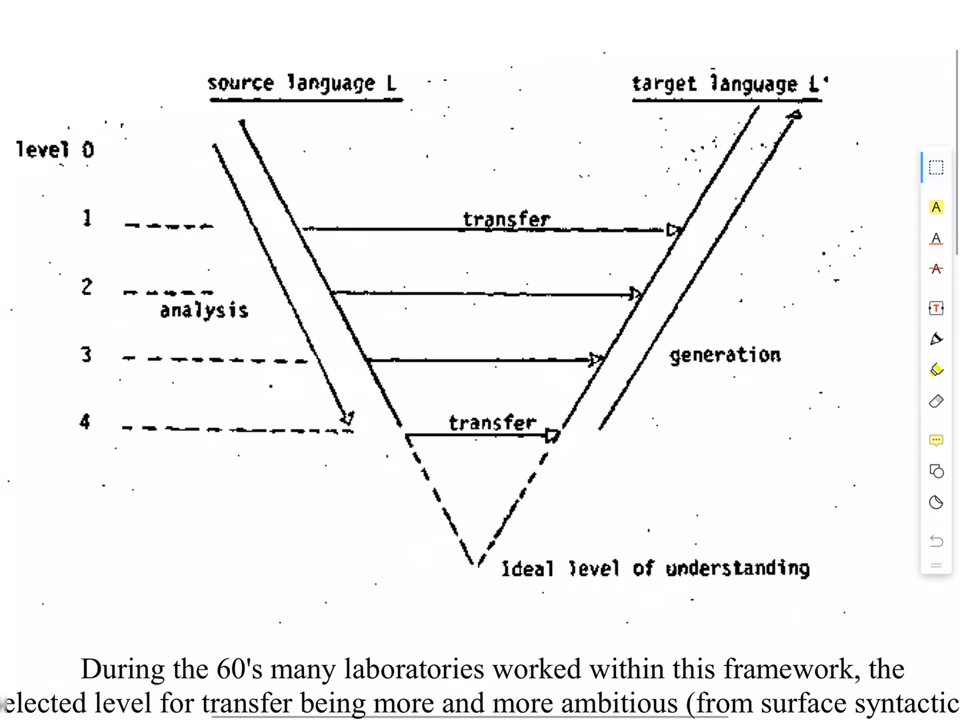 source language L
target language L'
level 0
1
transfer
2
analysis
3
generation
4
transfer
ideal level of understanding
During the 60's many laboratories worked within this framework, the
elected level for transfer being more and more ambitious (from surface syntactic
A
A
A
T